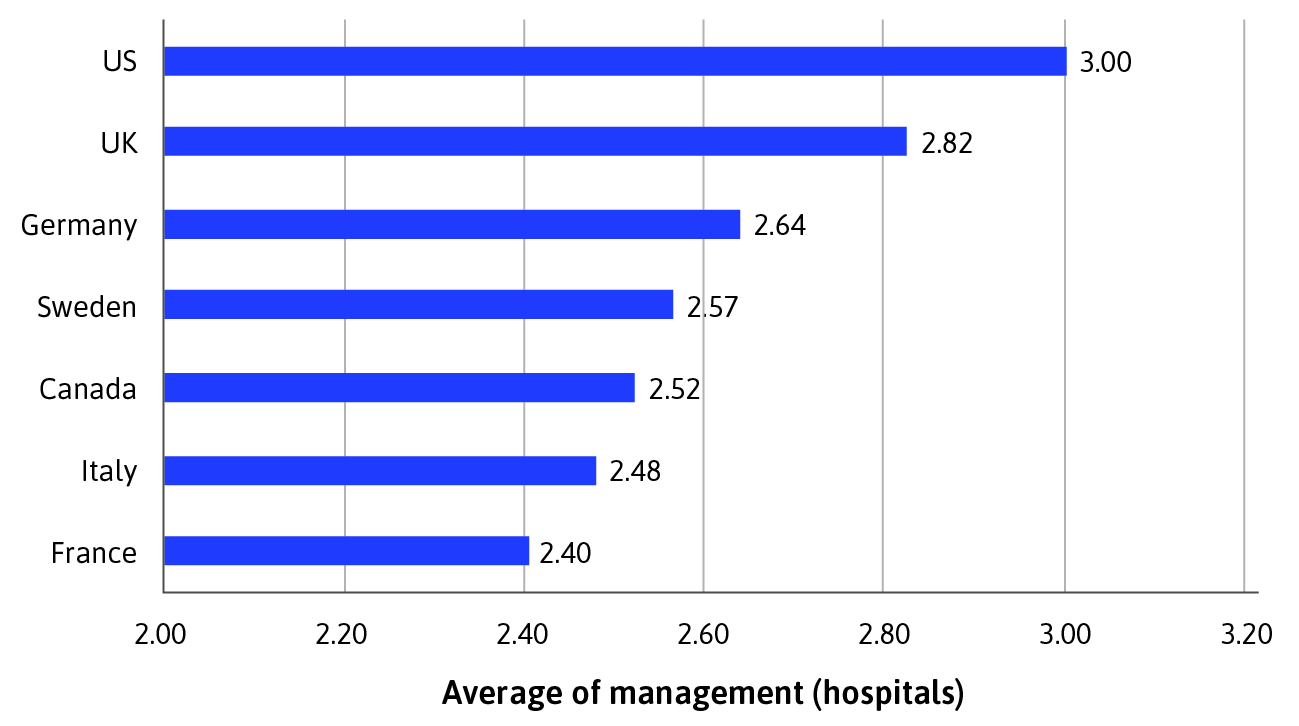 US 3.00
UK 2.82
Germany 2.64
Sweden 2.57
Canada 2.52
Italy 2.48
France 2.40
2.00 2.20 2.40 2.60 2.80 3.00 3.20
Average of management (hospitals)